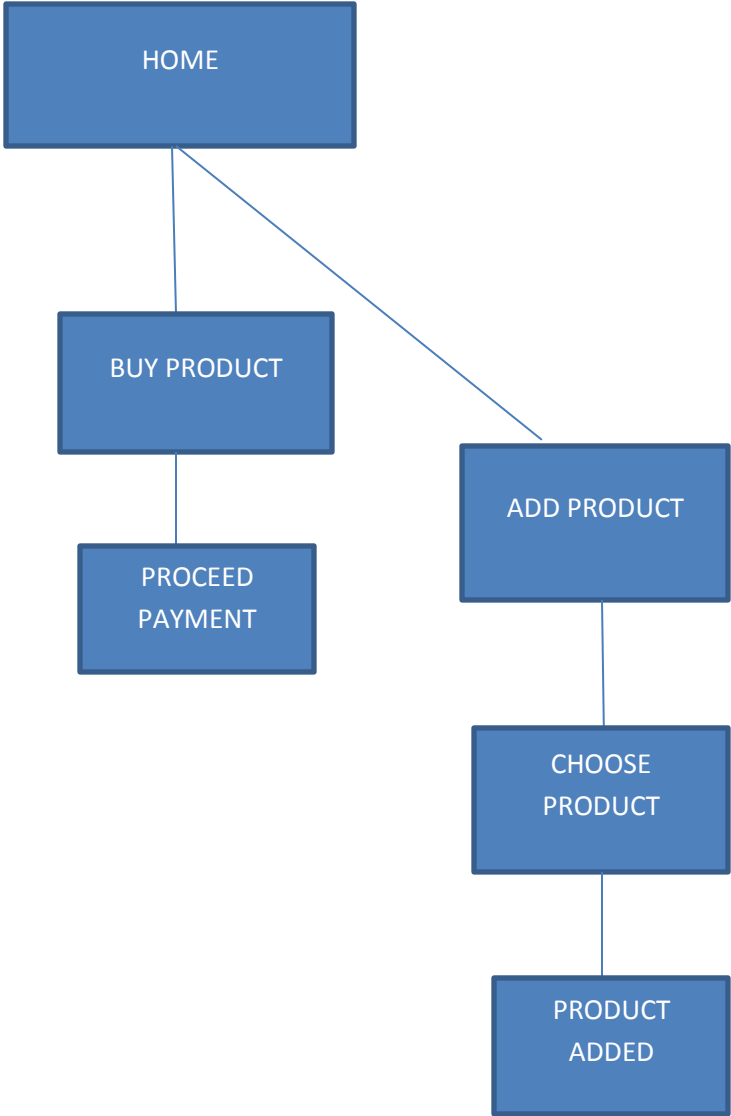 HOME
BUY PRODUCT
PROCEED
PAYMENT
ADD PRODUCT
CHOOSE
PRODUCT
PRODUCT
ADDED